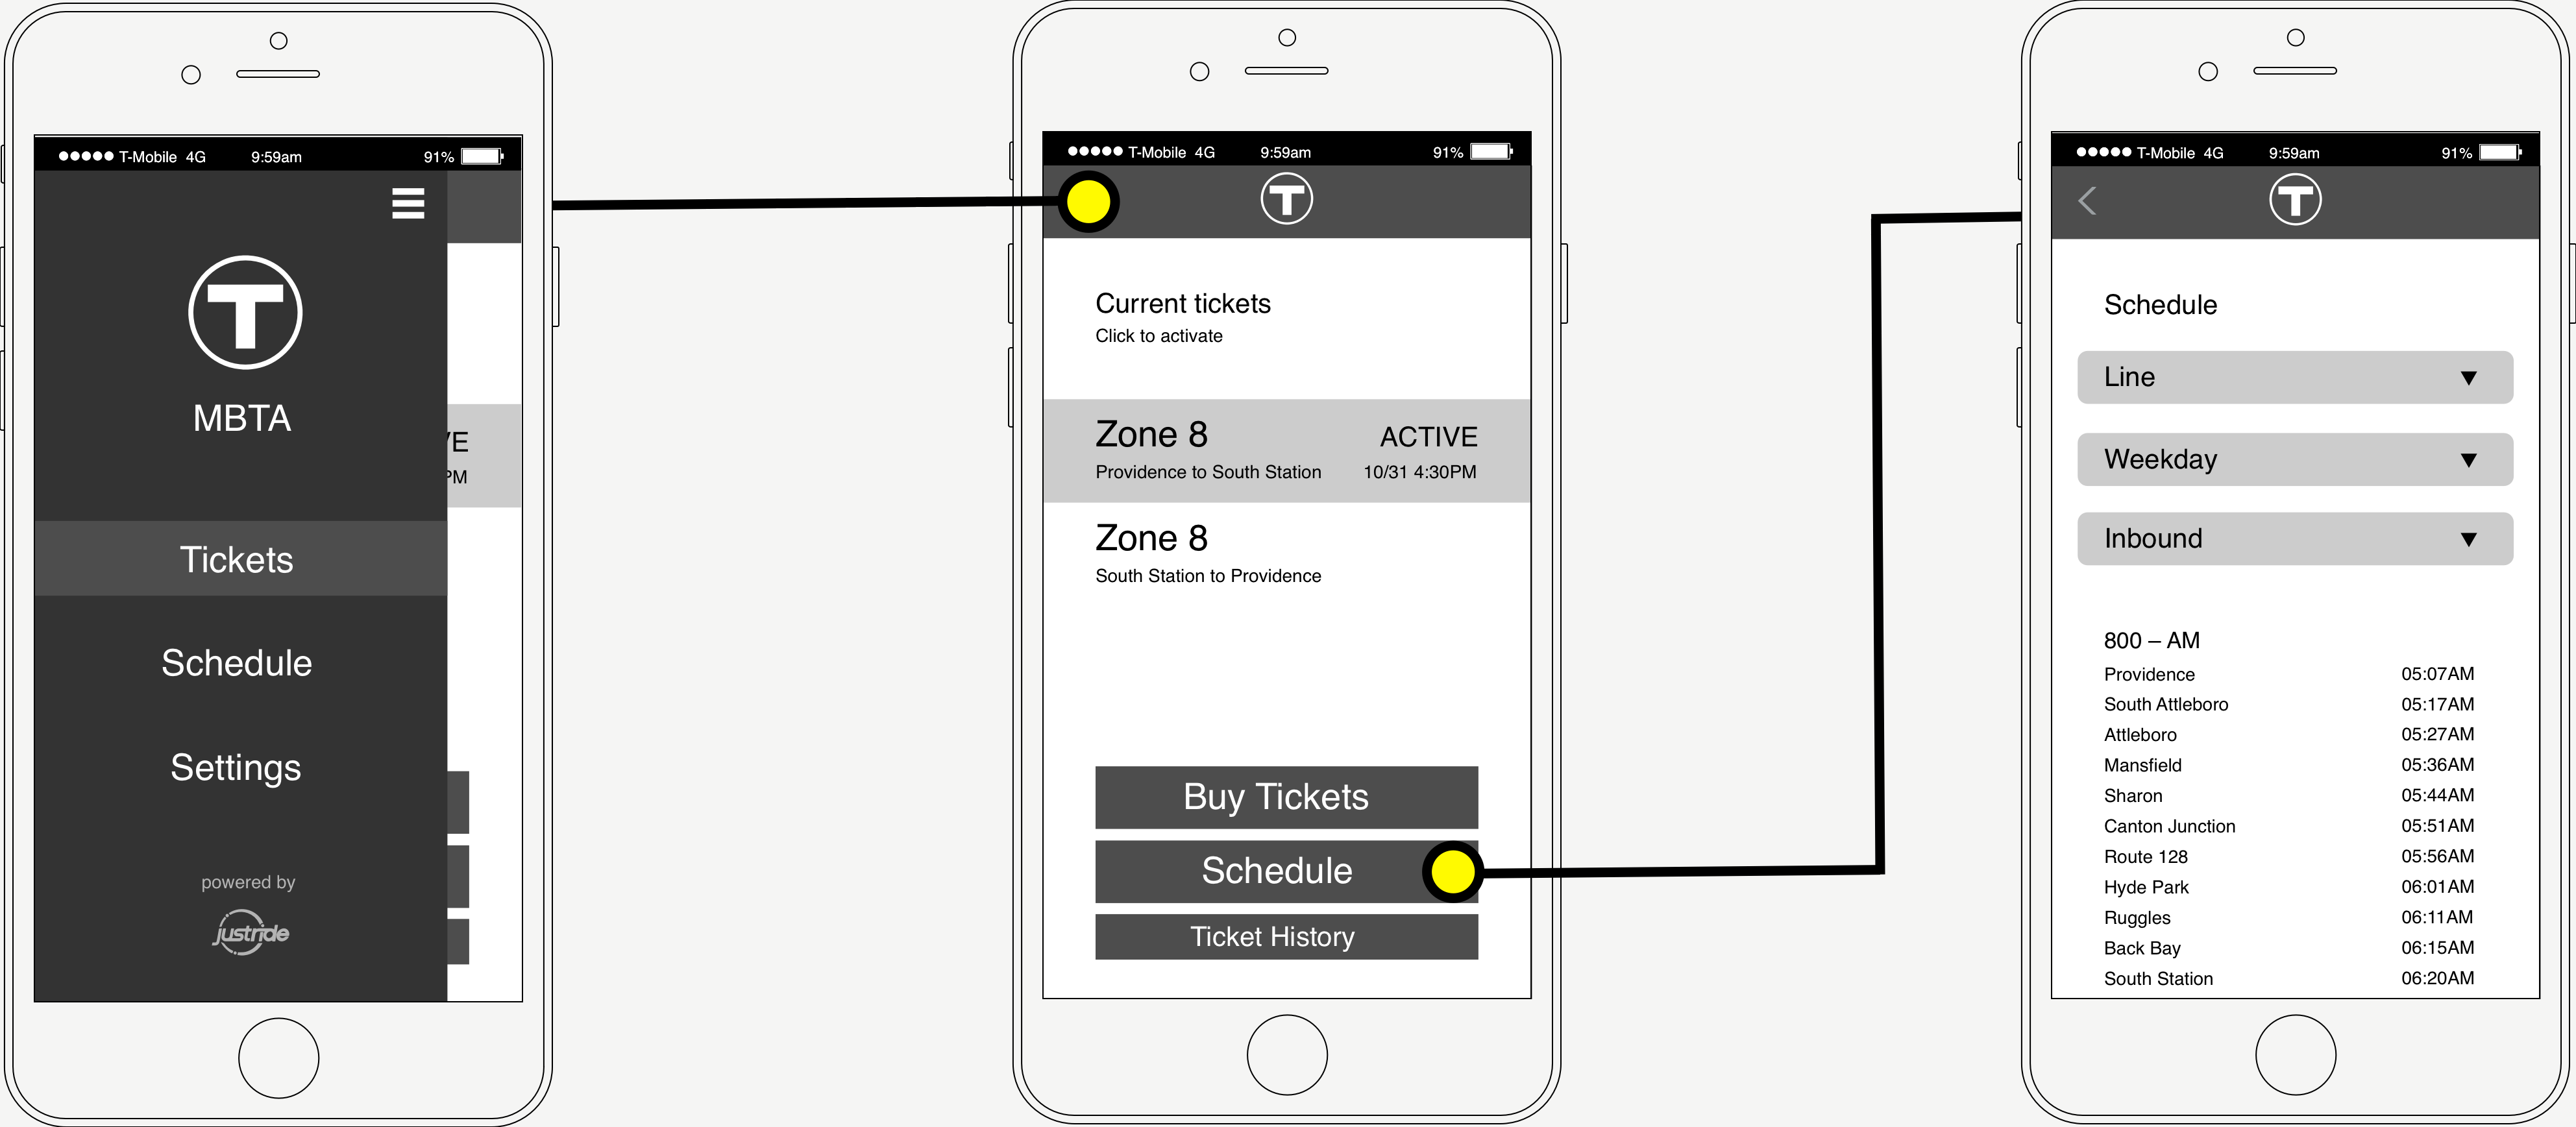 T-Mobile 4G 9:59am 91%
T
MBTA
VE
PM
Tickets
Schedule
Settings
powered by
justride
T-Mobile 4G 9:59am 91%
T
Current tickets
Click to activate
Zone 8 ACTIVE
Providence to South Station 10/31 4:30PM
Zone 8
South Station to Providence
Buy Tickets
Schedule
Ticket History
T-Mobile 4G 9:59am 91%
T
Schedule
Line
Weekday
Inbound
800 – AM
Providence 05:07AM
South Attleboro 05:17AM
Attleboro 05:27AM
Mansfield 05:36AM
Sharon 05:44AM
Canton Junction 05:51AM
Route 128 05:56AM
Hyde Park 06:01AM
Ruggles 06:11AM
Back Bay 06:15AM
South Station 06:20AM